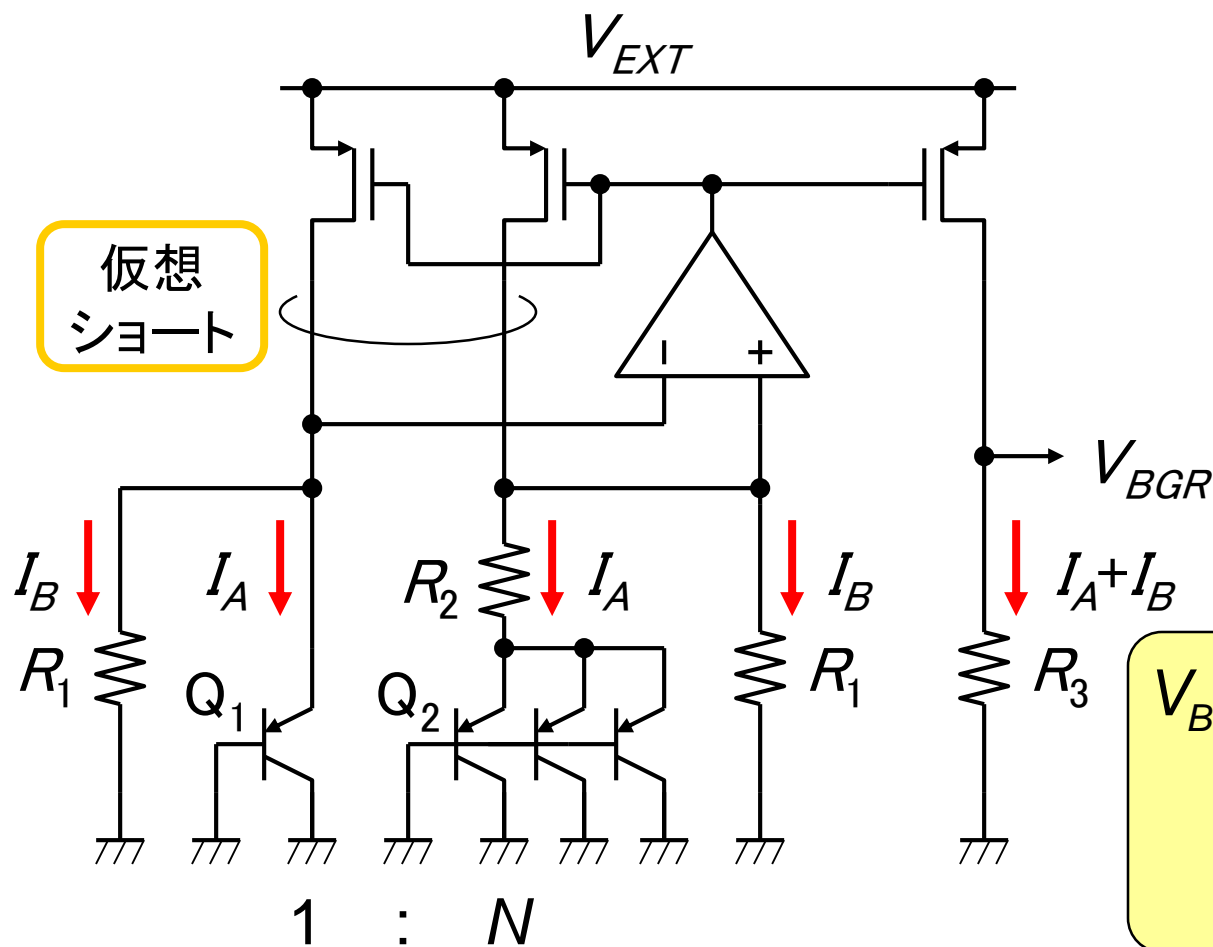 V_EXT
仮想
ショート
− +
V_BGR
I_B I_A R_2 I_A I_B I_A+I_B
R_1 Q_1 Q_2 R_1 R_3 V_B
1 : N